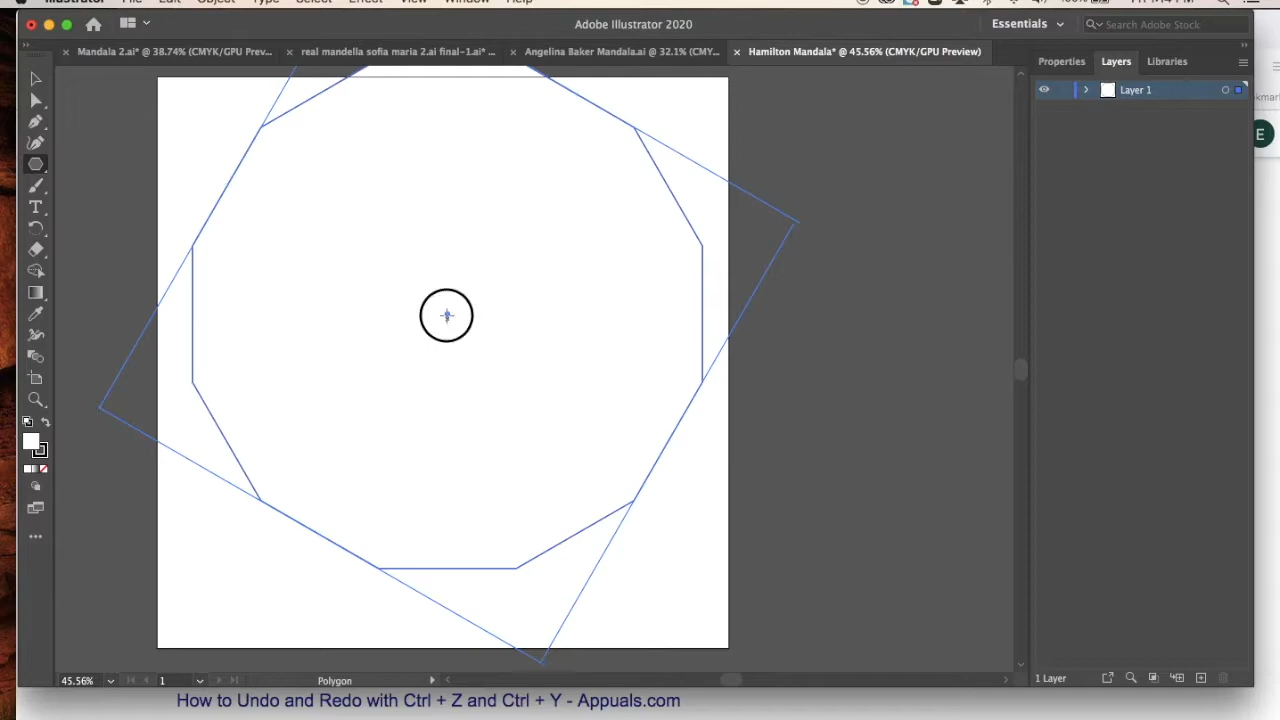 Adobe Illustrator 2020
Essentials
Search Adobe Stock
Mandala 2.ai* @ 38.74% (CMYK/GPU Prev...
real mandella sofia maria 2.ai final-1.ai* ...
Angelina Baker Mandala.ai @ 32.1% (CMY...
Hamilton Mandala* @ 45.56% (CMYK/GPU Preview)
Properties
Layers
Libraries
Layer 1
E
45.56%
1
Polygon
1 Layer
How to Undo and Redo with Ctrl + Z and Ctrl + Y - Appuals.com